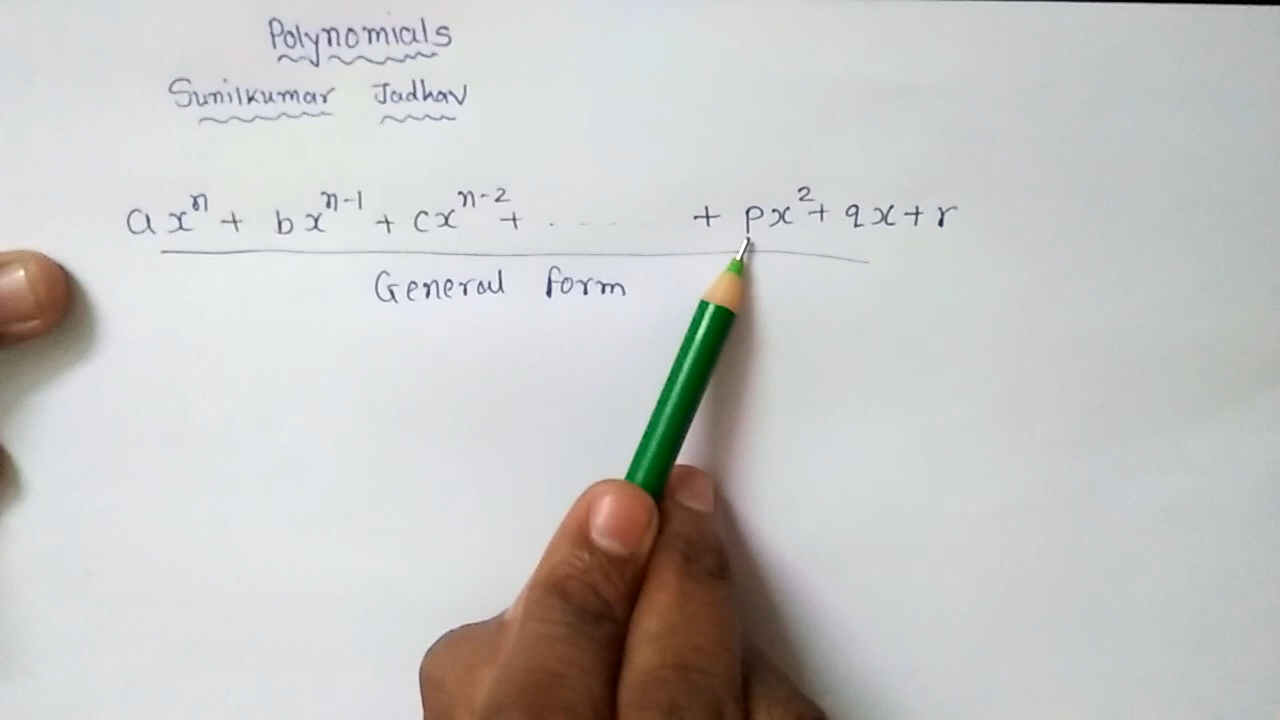 Polynomials
Sunilkumar Jadhav
ax^n + bx^{n-1} + cx^{n-2} + . - - - - + px^2 + qx + r
General form